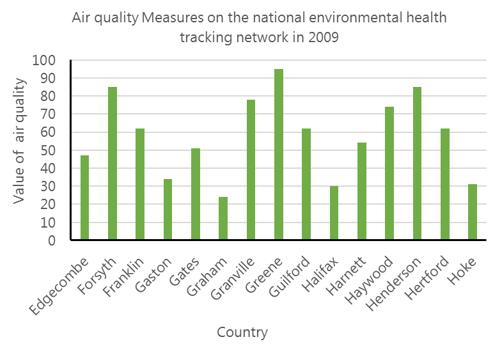 Air quality Measures on the national environmental health
tracking network in 2009
Value of  air quality
100
90
80
70
60
50
40
30
20
10
0
Edgecombe
Forsyth
Franklin
Gaston
Gates
Graham
Granville
Greene
Guilford
Halifax
Harnett
Haywood
Henderson
Hertford
Hoke
Country